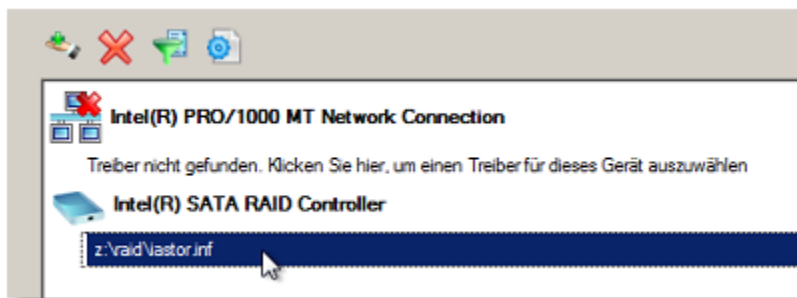 Intel(R) PRO/1000 MT Network Connection
Treiber nicht gefunden. Klicken Sie hier, um einen Treiber für dieses Gerät auszuwählen
Intel(R) SATA RAID Controller
z:\raid\iastor.inf